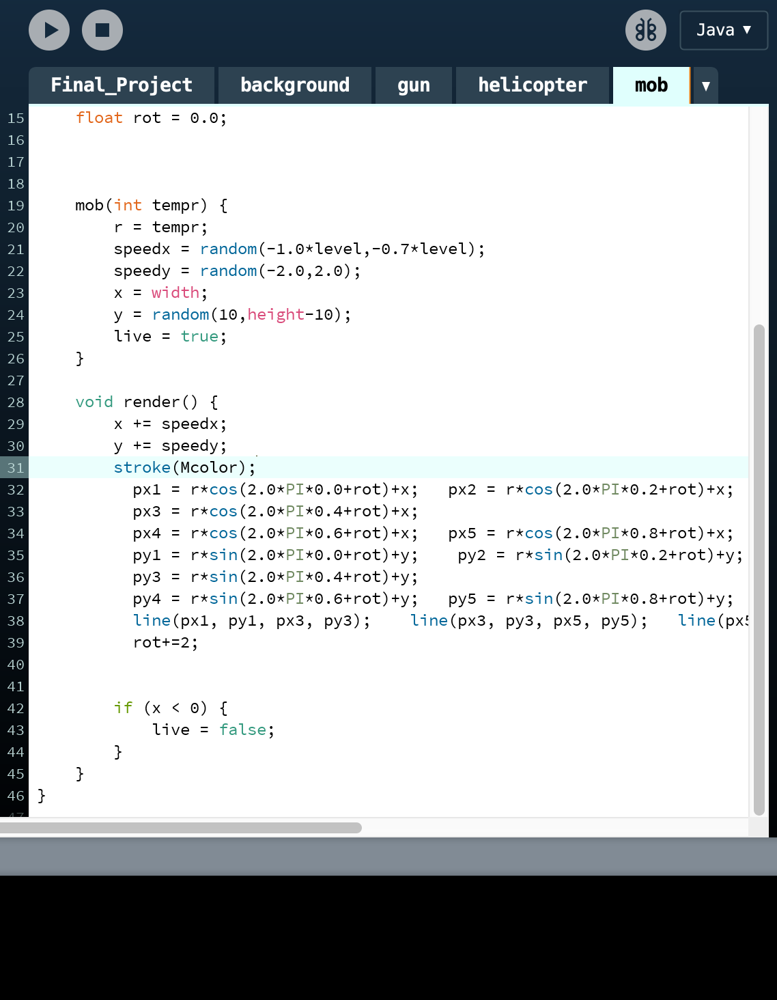 Java ▼
Final_Project background gun helicopter mob ▼
15 float rot = 0.0;
16
17
18
19 mob(int tempr) {
20 r = tempr;
21 speedx = random(-1.0*level,-0.7*level);
22 speedy = random(-2.0,2.0);
23 x = width;
24 y = random(10,height-10);
25 live = true;
26 }
27
28 void render() {
29 x += speedx;
30 y += speedy;
31 stroke(Mcolor);
32 px1 = r*cos(2.0*PI*0.0+rot)+x; px2 = r*cos(2.0*PI*0.2+rot)+x;
33 px3 = r*cos(2.0*PI*0.4+rot)+x;
34 px4 = r*cos(2.0*PI*0.6+rot)+x; px5 = r*cos(2.0*PI*0.8+rot)+x;
35 py1 = r*sin(2.0*PI*0.0+rot)+y; py2 = r*sin(2.0*PI*0.2+rot)+y;
36 py3 = r*sin(2.0*PI*0.4+rot)+y;
37 py4 = r*sin(2.0*PI*0.6+rot)+y; py5 = r*sin(2.0*PI*0.8+rot)+y;
38 line(px1, py1, px3, py3); line(px3, py3, px5, py5); line(px5
39 rot+=2;
40
41
42 if (x < 0) {
43 live = false;
44 }
45 }
46 }
47